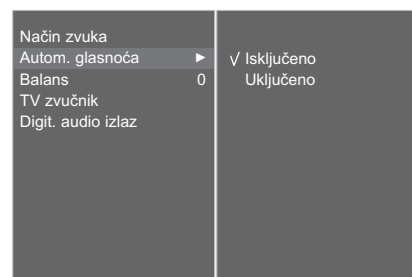 Način zvuka
Autom. glasnoća ►
Balans 0
TV zvučnik
Digit. audio izlaz
√ Isključeno
Uključeno